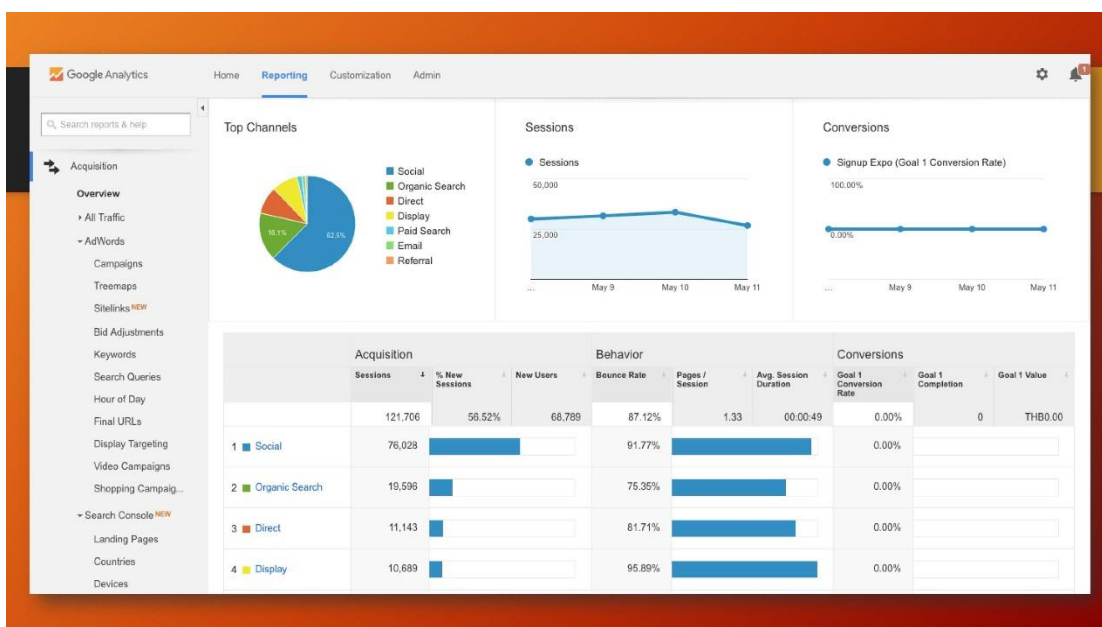 Google Analytics
Home Reporting Customization Admin
1
Search reports & help
Acquisition
Overview
All Traffic
AdWords
Campaigns
Treemaps
Sitelinks NEW
Bid Adjustments
Keywords
Search Queries
Hour of Day
Final URLs
Display Targeting
Video Campaigns
Shopping Campaig...
Search Console NEW
Landing Pages
Countries
Devices
Top Channels
Social
Organic Search
Direct
Display
Paid Search
Email
Referral
16.1%
62.5%
Sessions
Sessions
50,000
25,000
... May 9 May 10 May 11
Conversions
Signup Expo (Goal 1 Conversion Rate)
100.00%
0.00%
... May 9 May 10 May 11
Acquisition Behavior Conversions
Sessions % New Sessions New Users Bounce Rate Pages / Session Avg. Session Duration Goal 1 Conversion Rate Goal 1 Completion Goal 1 Value
121,706 56.52% 68,789 87.12% 1.33 00:00:49 0.00% 0 THB0.00
1 Social 76,028 91.77% 0.00%
2 Organic Search 19,596 75.35% 0.00%
3 Direct 11,143 81.71% 0.00%
4 Display 10,689 95.89% 0.00%